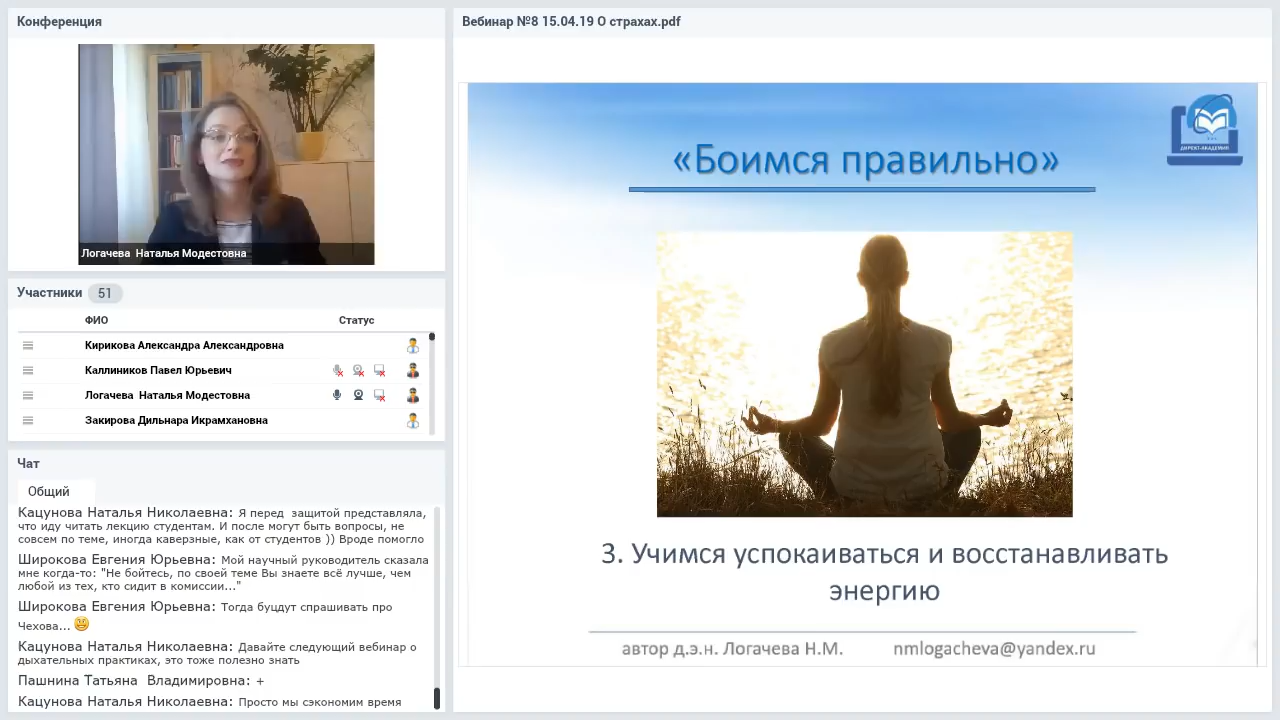 Конференция
Логачева  Наталья Модестовна
Участники 51
ФИО Статус
Кирикова Александра Александровна
Каллиников Павел Юрьевич
Логачева  Наталья Модестовна
Закирова Дильнара Икрамхановна
Чат
Общий
Кацунова Наталья Николаевна: Я перед  защитой представляла,
что иду читать лекцию студентам. И после могут быть вопросы, не
совсем по теме, иногда каверзные, как от студентов )) Вроде помогло
Широкова Евгения Юрьевна: Мой научный руководитель сказала
мне когда-то: "Не бойтесь, по своей теме Вы знаете всё лучше, чем
любой из тех, кто сидит в комиссии..."
Широкова Евгения Юрьевна: Тогда буцдут спрашивать про
Чехова...
Кацунова Наталья Николаевна: Давайте следующий вебинар о
дыхательных практиках, это тоже полезно знать
Пашнина Татьяна  Владимировна: +
Кацунова Наталья Николаевна: Просто мы сэкономим время
Вебинар №8 15.04.19 О страхах.pdf
ДИРЕКТ-АКАДЕМИЯ
«Боимся правильно»
3. Учимся успокаиваться и восстанавливать
энергию
автор д.э.н. Логачева Н.М. nmlogacheva@yandex.ru